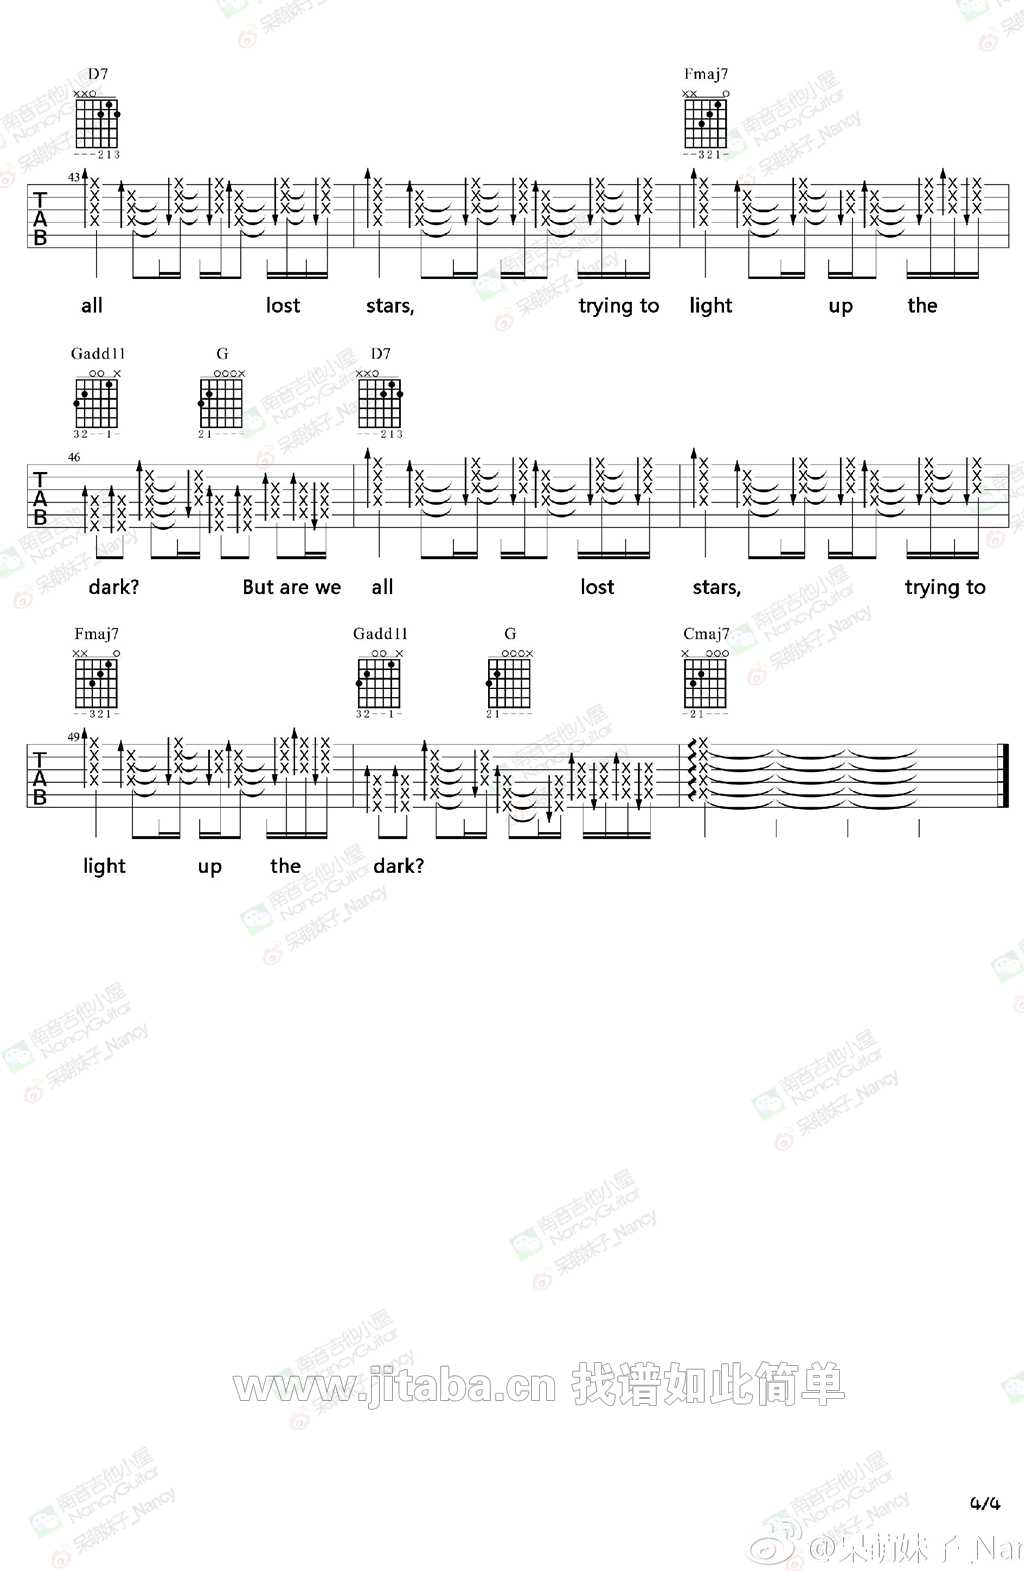 D7 Fmaj7
xxo xx o
---213 --321-
43
TAB
all lost stars, trying to light up the
Gadd11 G D7
oo x ooox xxo
32--1- 21---- ---213
46
TAB
dark? But are we all lost stars, trying to
Fmaj7 Gadd11 G Cmaj7
xx o oo x ooox x ooo
--321- 32--1- 21---- -21---
49
TAB
light up the dark?
南音吉他小屋
NancyGuitar
呆萌妹子_Nancy
www.jitaba.cn 找谱如此简单
4/4
@呆萌妹子_Nan